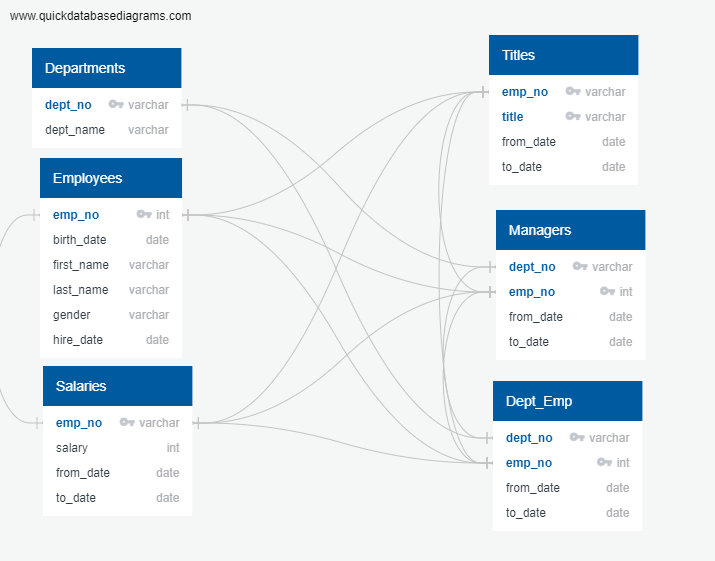 www.quickdatabasediagrams.com
Departments
dept_no varchar
dept_name varchar
Employees
emp_no int
birth_date date
first_name varchar
last_name varchar
gender varchar
hire_date date
Salaries
emp_no varchar
salary int
from_date date
to_date date
Titles
emp_no varchar
title varchar
from_date date
to_date date
Managers
dept_no varchar
emp_no int
from_date date
to_date date
Dept_Emp
dept_no varchar
emp_no int
from_date date
to_date date